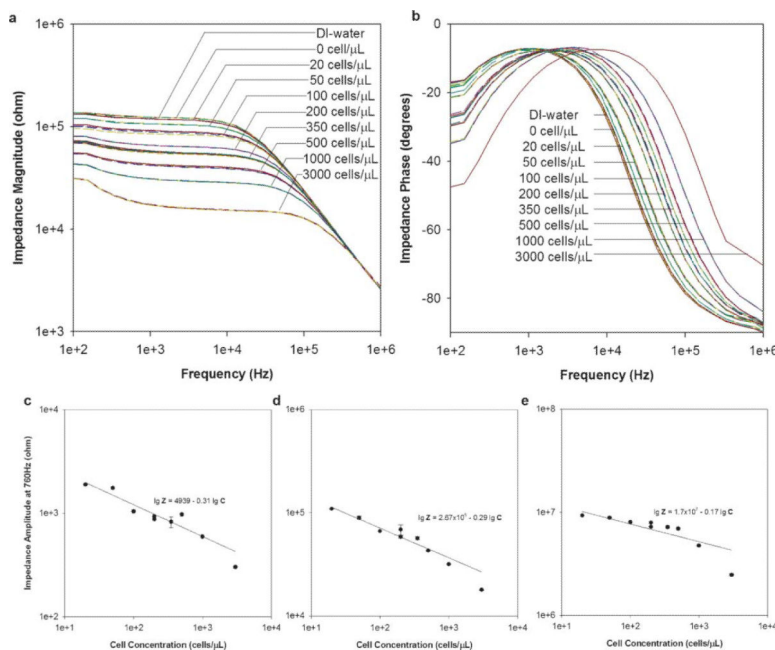 a
1e+6
1e+5
1e+4
1e+3
Impedance Magnitude (ohm)
DI-water
0 cell/μL
20 cells/μL
50 cells/μL
100 cells/μL
200 cells/μL
350 cells/μL
500 cells/μL
1000 cells/μL
3000 cells/μL
1e+2 1e+3 1e+4 1e+5 1e+6
Frequency (Hz)
b
0
-20
-40
-60
-80
Impedance Phase (degrees)
DI-water
0 cell/μL
20 cells/μL
50 cells/μL
100 cells/μL
200 cells/μL
350 cells/μL
500 cells/μL
1000 cells/μL
3000 cells/μL
1e+2 1e+3 1e+4 1e+5 1e+6
Frequency (Hz)
c
1e+4
1e+3
1e+2
Impedance Amplitude at 760Hz (ohm)
lg Z = 4939 - 0.31 lg C
1e+1 1e+2 1e+3 1e+4
Cell Concentration (cells/μL)
d
1e+6
1e+5
1e+4
lg Z = 2.67x10⁵ - 0.29 lg C
1e+1 1e+2 1e+3 1e+4
Cell Concentration (cells/μL)
e
1e+8
1e+7
1e+6
lg Z = 1.7x10⁷ - 0.17 lg C
1e+1 1e+2 1e+3 1e+4
Cell Concentration (cells/μL)